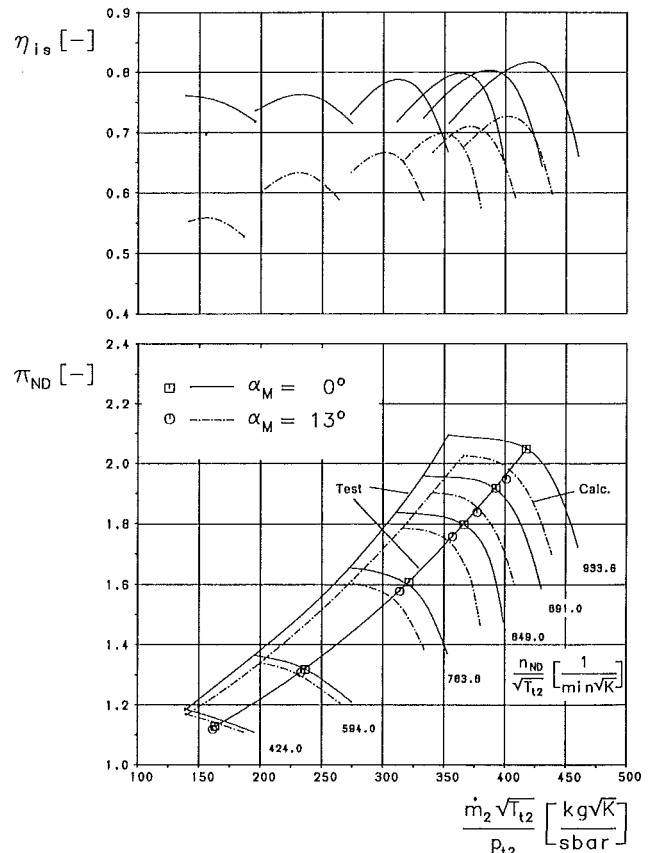 η_is [-]
0.9
0.8
0.7
0.6
0.5
0.4
π_ND [-]
2.4
2.2
2.0
1.8
1.6
1.4
1.2
1.0
α_M = 0°
α_M = 13°
Test
Calc.
933.6
891.0
849.0
763.8
594.0
424.0
n_ND / √T_t2 [ 1 / min√K ]
100 150 200 250 300 350 400 450 500
ṁ_2 √T_t2 / p_t2 [ kg√K / sbar ]